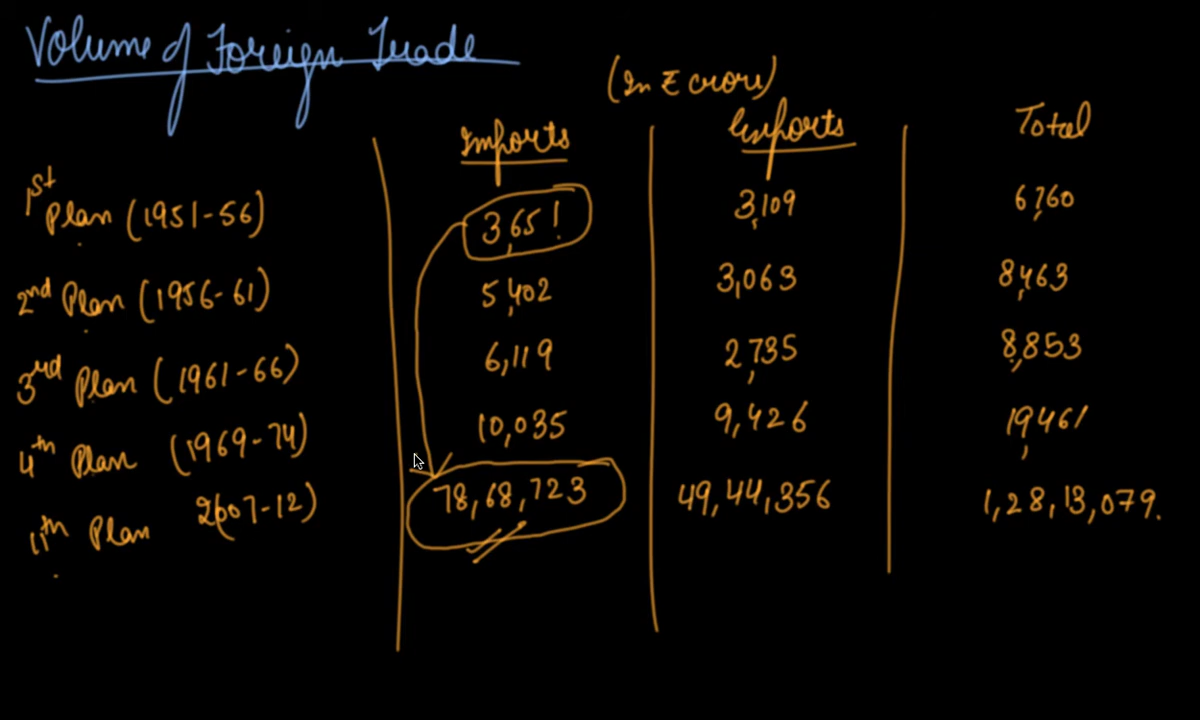 Volume of Foreign Trade
(In ₹ crore)
Imports Exports Total
1st Plan (1951-56) 3,651 3,109 6,760
2nd Plan (1956-61) 5,402 3,063 8,463
3rd Plan (1961-66) 6,119 2,735 8,853
4th Plan (1969-74) 10,035 9,426 19,461
11th Plan 2007-12) 78,68,723 49,44,356 1,28,13,079.